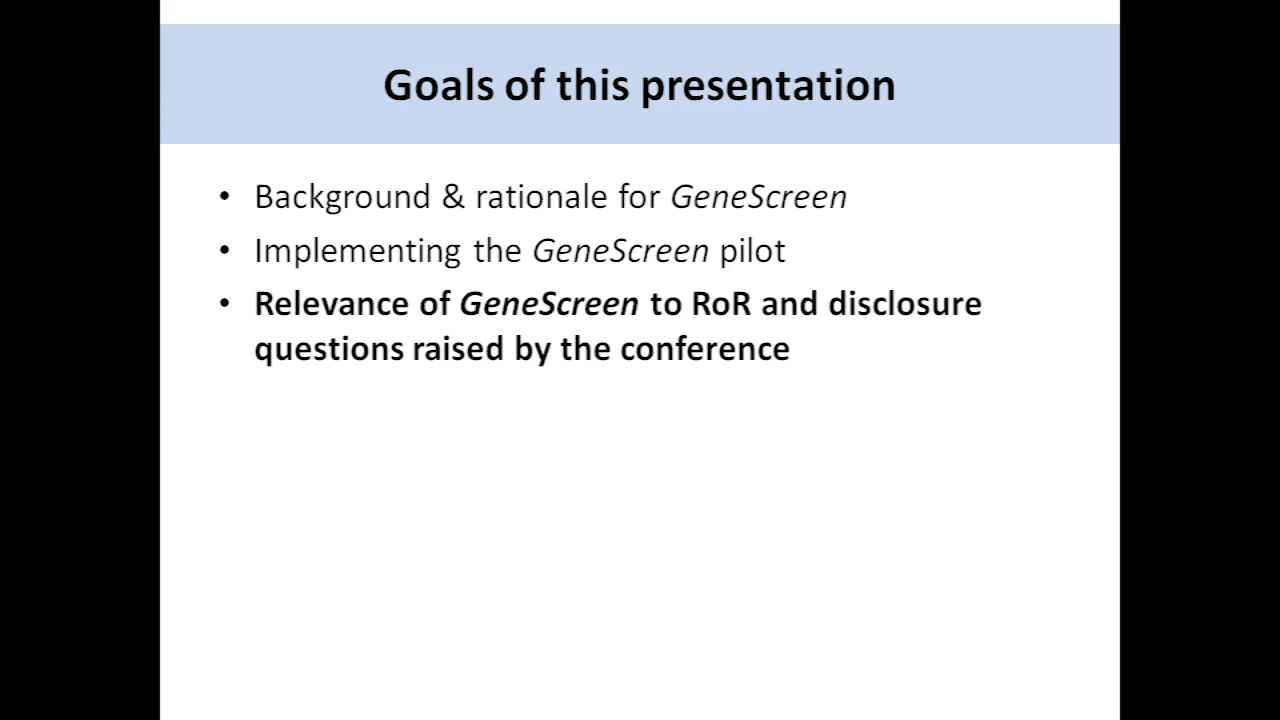 Goals of this presentation
• Background & rationale for GeneScreen
• Implementing the GeneScreen pilot
• Relevance of GeneScreen to RoR and disclosure
questions raised by the conference